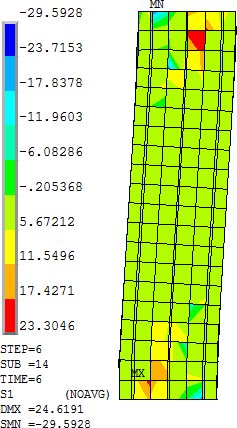 MN
-29.5928
-23.7153
-17.8378
-11.9603
-6.08286
-.205368
5.67212
11.5496
17.4271
23.3046
MX
STEP=6
SUB =14
TIME=6
S1 (NOAVG)
DMX =24.6191
SMN =-29.5928